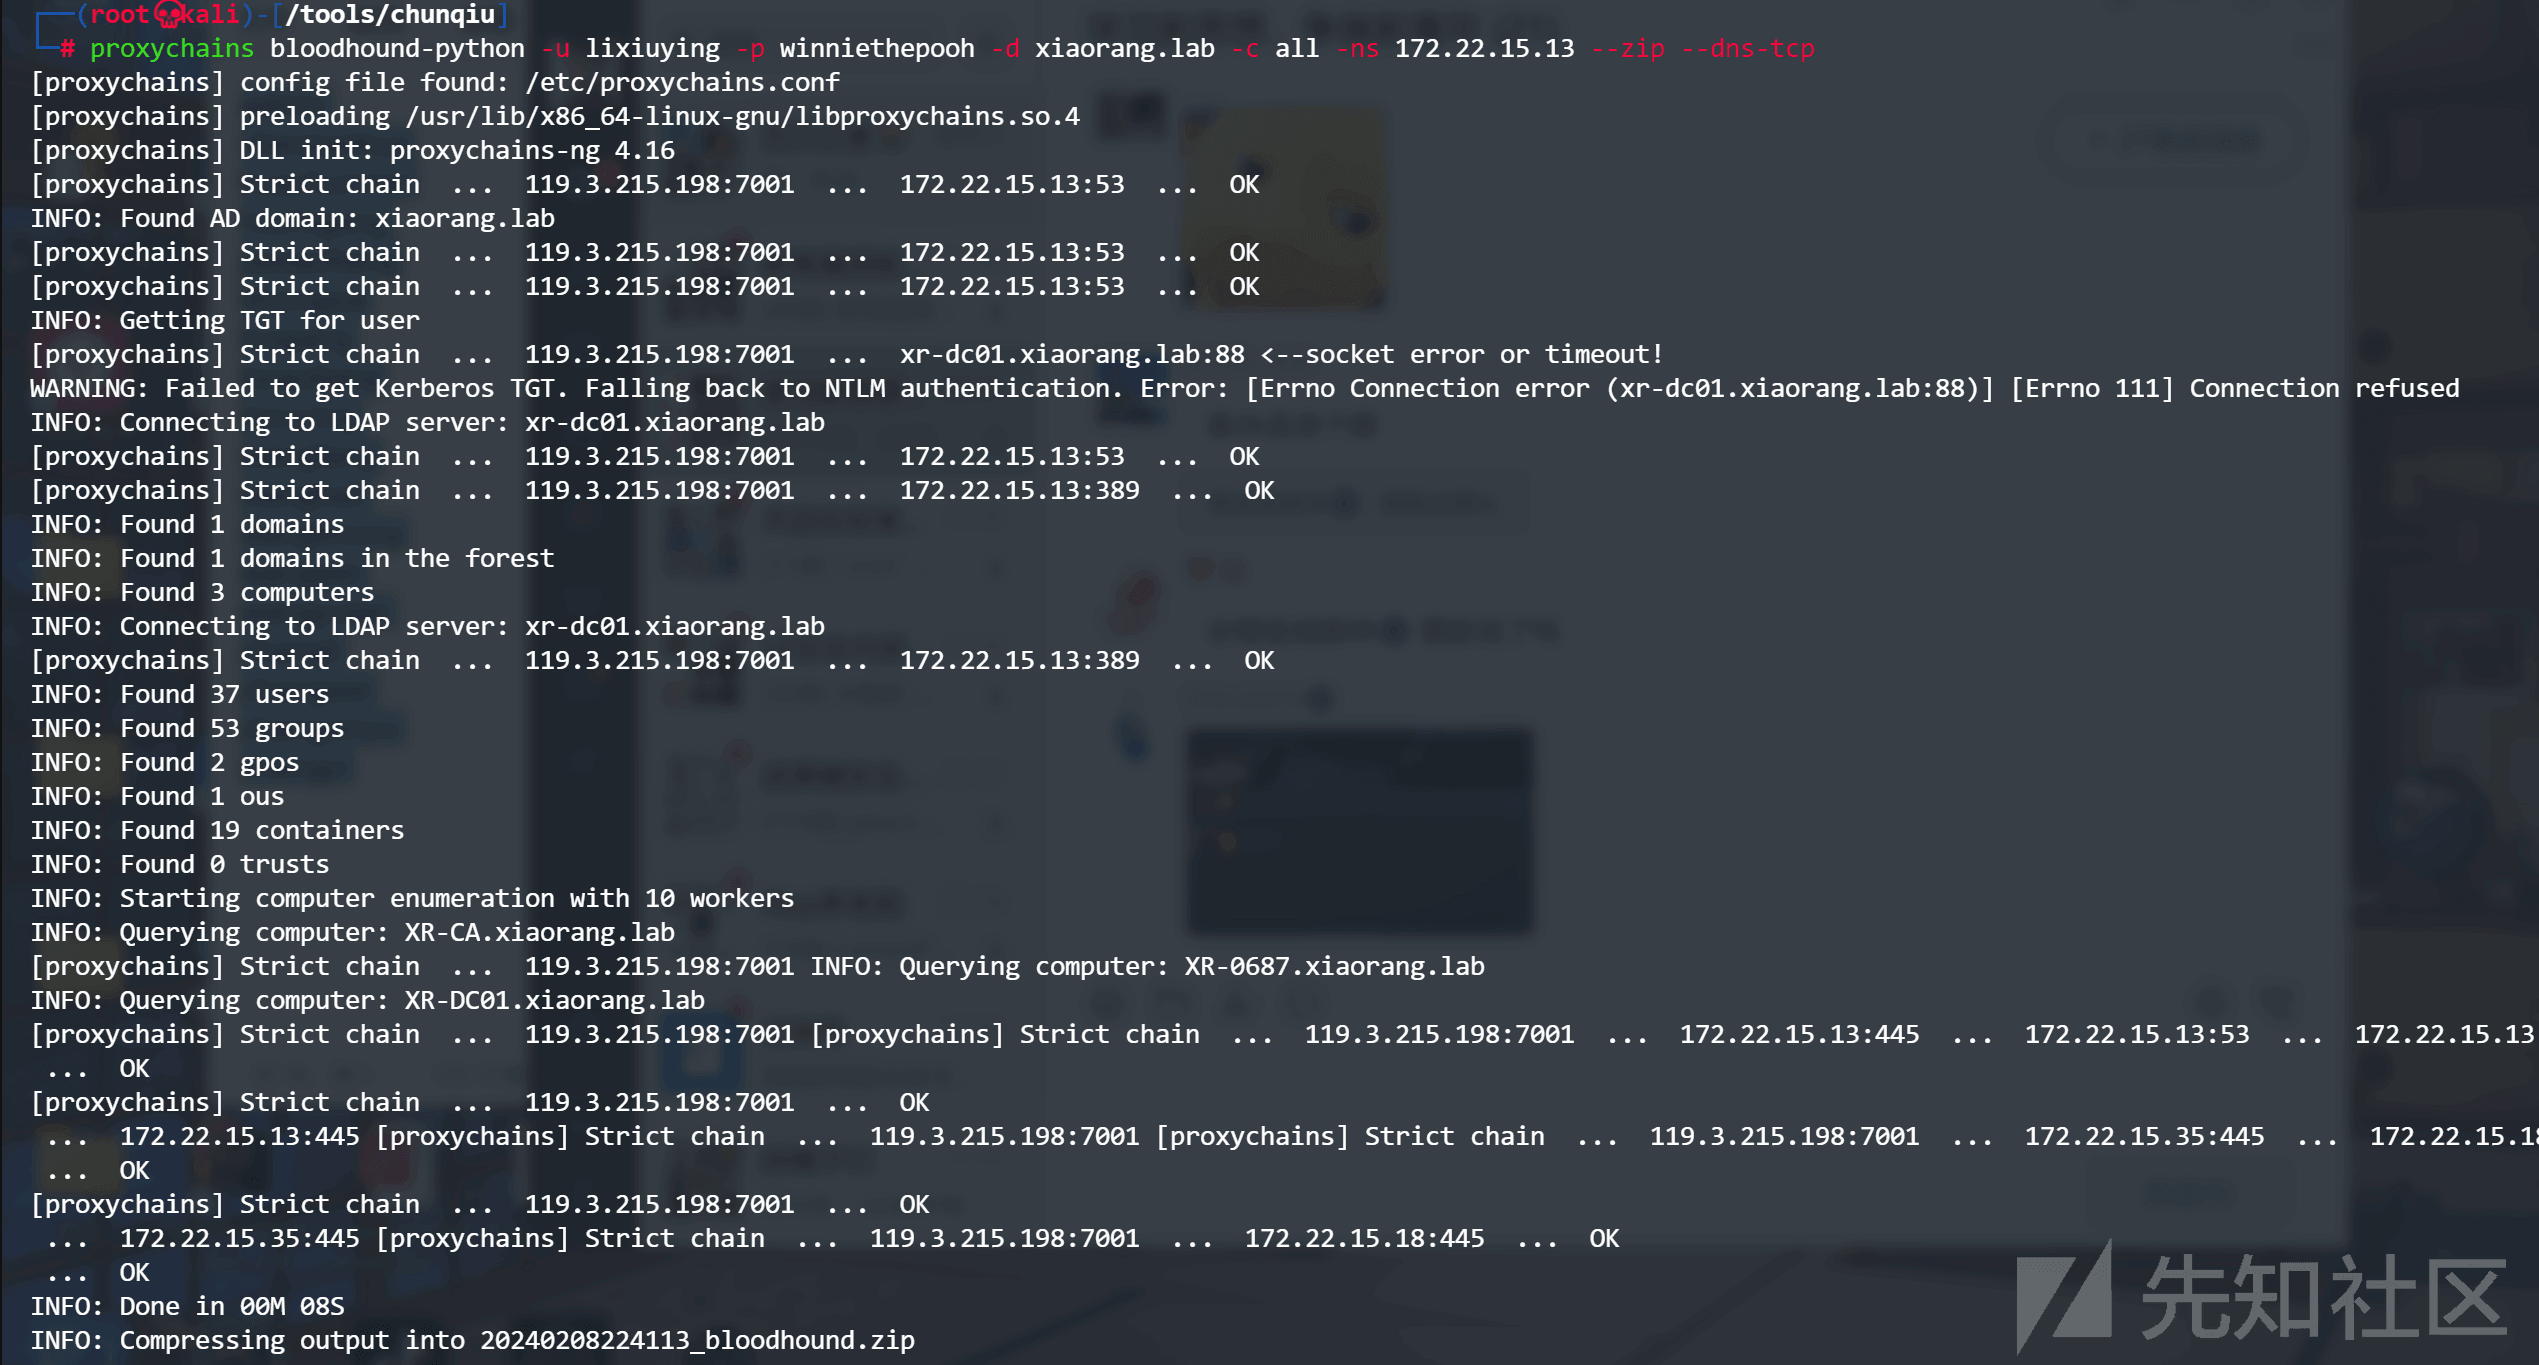 (root💀kali)-[/tools/chunqiu]
# proxychains bloodhound-python -u lixiuying -p winniethepooh -d xiaorang.lab -c all -ns 172.22.15.13 --zip --dns-tcp
[proxychains] config file found: /etc/proxychains.conf
[proxychains] preloading /usr/lib/x86_64-linux-gnu/libproxychains.so.4
[proxychains] DLL init: proxychains-ng 4.16
[proxychains] Strict chain  ...  119.3.215.198:7001  ...  172.22.15.13:53  ...  OK
INFO: Found AD domain: xiaorang.lab
[proxychains] Strict chain  ...  119.3.215.198:7001  ...  172.22.15.13:53  ...  OK
[proxychains] Strict chain  ...  119.3.215.198:7001  ...  172.22.15.13:53  ...  OK
INFO: Getting TGT for user
[proxychains] Strict chain  ...  119.3.215.198:7001  ...  xr-dc01.xiaorang.lab:88 <--socket error or timeout!
WARNING: Failed to get Kerberos TGT. Falling back to NTLM authentication. Error: [Errno Connection error (xr-dc01.xiaorang.lab:88)] [Errno 111] Connection refused
INFO: Connecting to LDAP server: xr-dc01.xiaorang.lab
[proxychains] Strict chain  ...  119.3.215.198:7001  ...  172.22.15.13:53  ...  OK
[proxychains] Strict chain  ...  119.3.215.198:7001  ...  172.22.15.13:389  ...  OK
INFO: Found 1 domains
INFO: Found 1 domains in the forest
INFO: Found 3 computers
INFO: Connecting to LDAP server: xr-dc01.xiaorang.lab
[proxychains] Strict chain  ...  119.3.215.198:7001  ...  172.22.15.13:389  ...  OK
INFO: Found 37 users
INFO: Found 53 groups
INFO: Found 2 gpos
INFO: Found 1 ous
INFO: Found 19 containers
INFO: Found 0 trusts
INFO: Starting computer enumeration with 10 workers
INFO: Querying computer: XR-CA.xiaorang.lab
[proxychains] Strict chain  ...  119.3.215.198:7001 INFO: Querying computer: XR-0687.xiaorang.lab
INFO: Querying computer: XR-DC01.xiaorang.lab
[proxychains] Strict chain  ...  119.3.215.198:7001 [proxychains] Strict chain  ...  119.3.215.198:7001  ...  172.22.15.13:445  ...  172.22.15.13:53  ...  172.22.15.13
 ...  OK
[proxychains] Strict chain  ...  119.3.215.198:7001  ...  OK
 ...  172.22.15.13:445 [proxychains] Strict chain  ...  119.3.215.198:7001 [proxychains] Strict chain  ...  119.3.215.198:7001  ...  172.22.15.35:445  ...  172.22.15.18
 ...  OK
[proxychains] Strict chain  ...  119.3.215.198:7001  ...  OK
 ...  172.22.15.35:445 [proxychains] Strict chain  ...  119.3.215.198:7001  ...  172.22.15.18:445  ...  OK
 ...  OK
INFO: Done in 00M 08S
INFO: Compressing output into 20240208224113_bloodhound.zip
先知社区